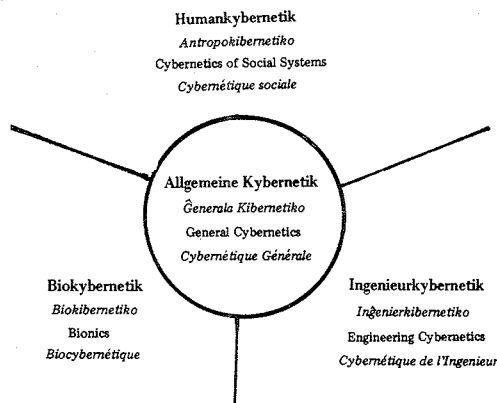 Humankybernetik
Antropokibernetiko
Cybernetics of Social Systems
Cybernétique sociale
Allgemeine Kybernetik
Ĝenerala Kibernetiko
General Cybernetics
Cybernétique Générale
Biokybernetik
Biokibernetiko
Bionics
Biocybernétique
Ingenieurkybernetik
Inĝenierkibernetiko
Engineering Cybernetics
Cybernétique de l'Ingenieur